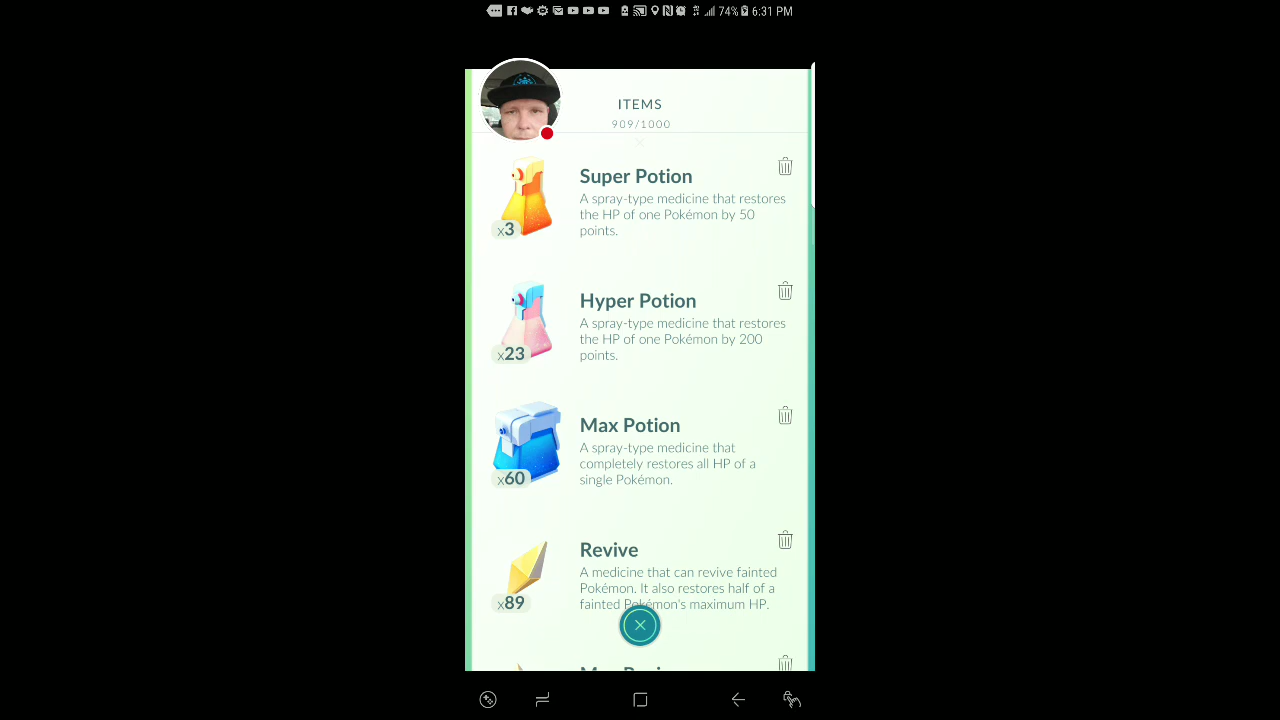 74% 6:31 PM
ITEMS
909/1000
Super Potion
A spray-type medicine that restores
the HP of one Pokémon by 50
points.
x3
Hyper Potion
A spray-type medicine that restores
the HP of one Pokémon by 200
points.
x23
Max Potion
A spray-type medicine that
completely restores all HP of a
single Pokémon.
x60
Revive
A medicine that can revive fainted
Pokémon. It also restores half of a
fainted Pokémon's maximum HP.
x89